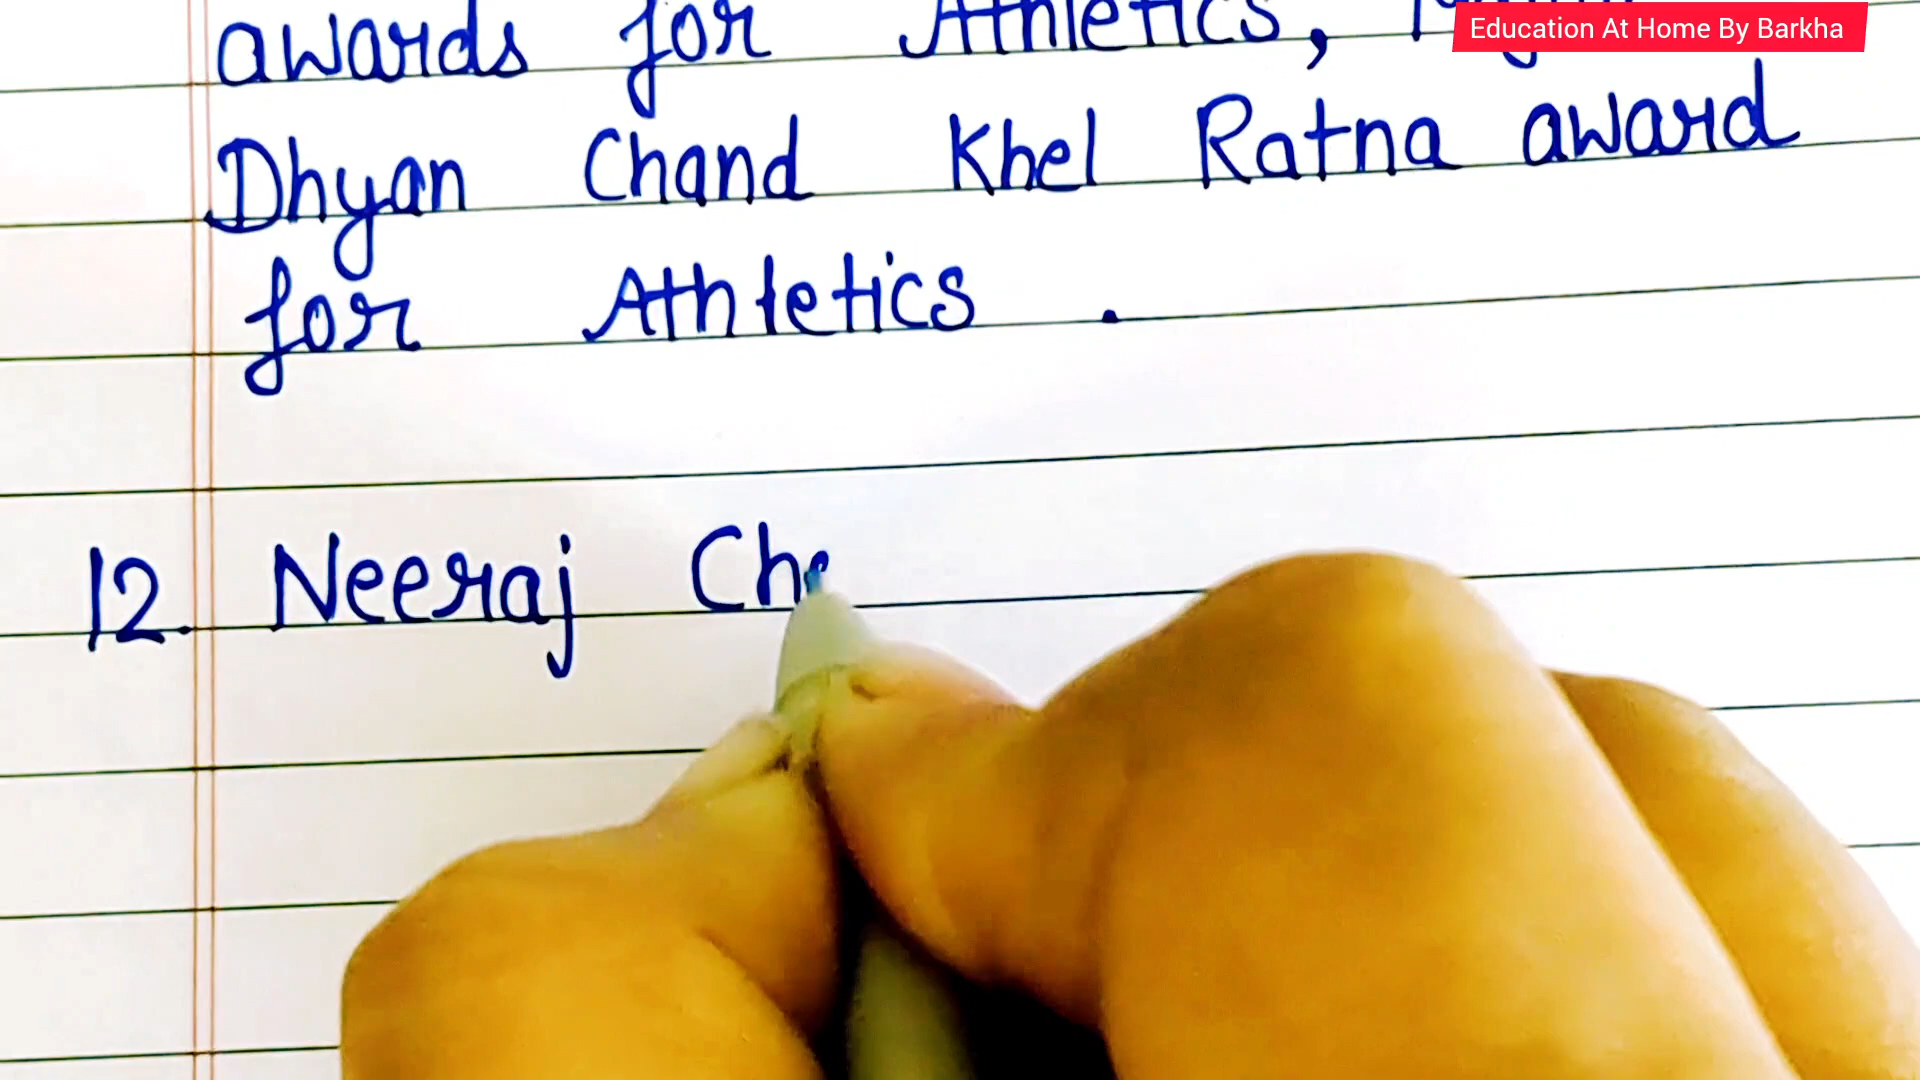 Education At Home By Barkha
awards for Athletics,
Dhyan Chand Khel Ratna award
for Athletics .
12. Neeraj Ch